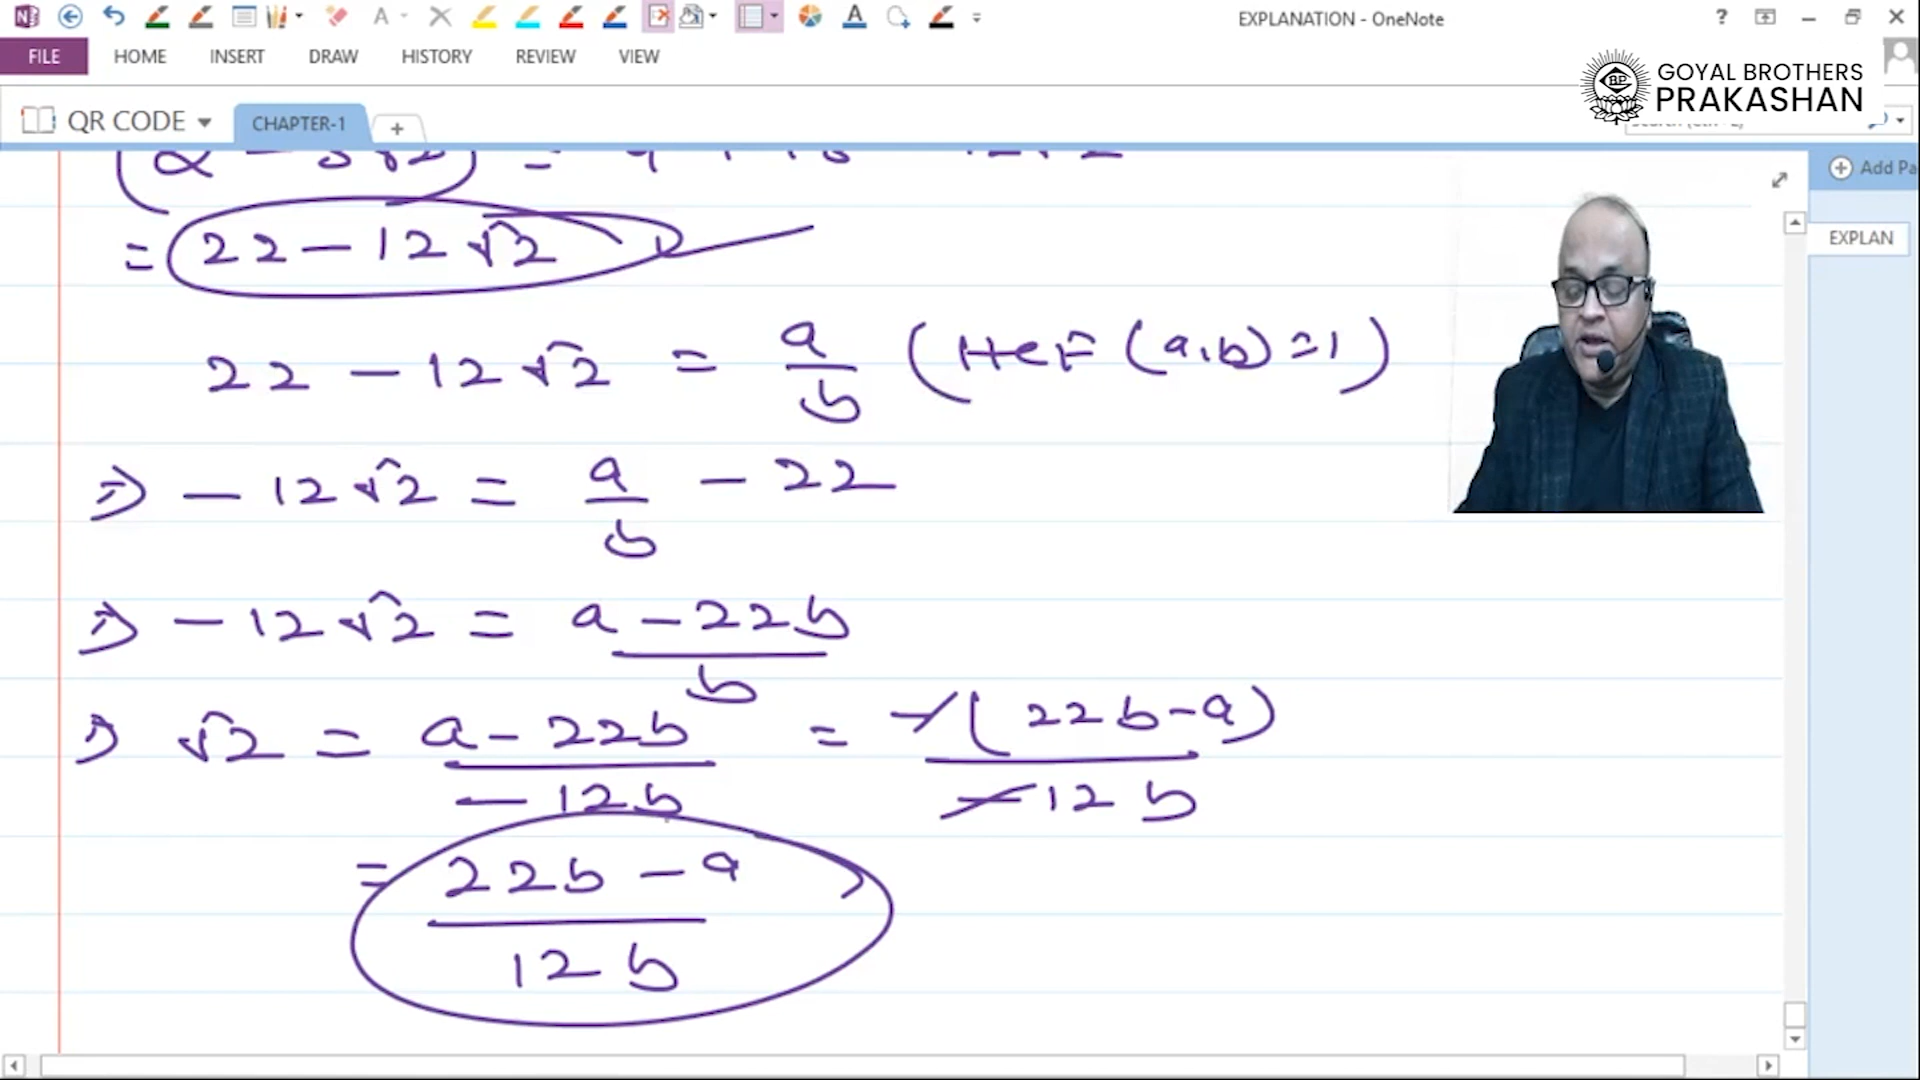 EXPLANATION - OneNote
FILE HOME INSERT DRAW HISTORY REVIEW VIEW
GOYAL BROTHERS
PRAKASHAN
QR CODE CHAPTER-1 +
Add Pa
EXPLAN
= 22 - 12√2
22 - 12√2 = a/b (HCF (a,b) = 1)
⇒ - 12√2 = a/b - 22
⇒ - 12√2 = (a - 22b)/b
⇒ √2 = (a - 22b)/(-12b) = -(22b - a)/(-12b)
= (22b - a)/(12b)